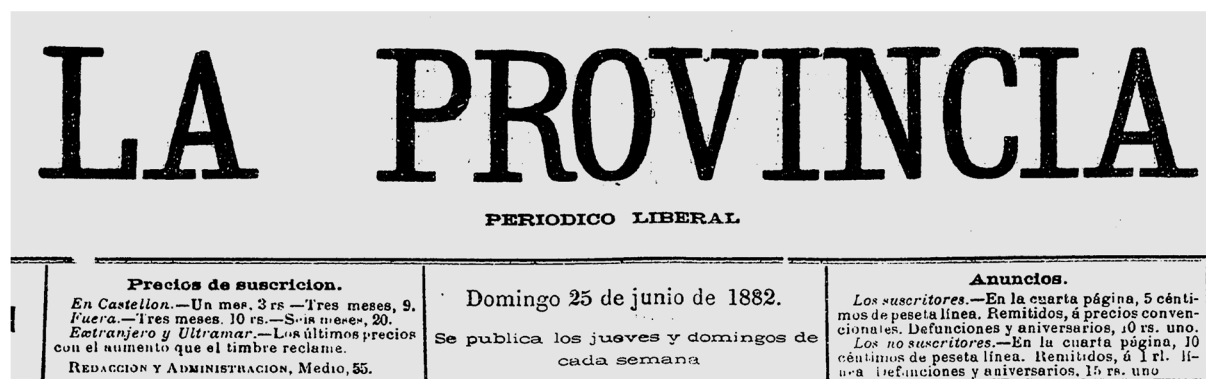 LA PROVINCIA
PERIODICO LIBERAL
Precios de suscricion.
En Castellon.—Un mes, 3 rs —Tres meses, 9.
Fuera.—Tres meses. 10 rs.—Seis meses, 20.
Extranjero y Ultramar.—Los últimos precios
con el aumento que el timbre reclame.
REDACCION Y ADMINISTRACION, Medio, 55.
Domingo 25 de junio de 1882.
Se publica los jueves y domingos de
cada semana
Anuncios.
Los suscritores.—En la cuarta página, 5 cénti-
mos de peseta línea. Remitidos, á precios conven-
cionales. Defunciones y aniversarios, 10 rs. uno.
Los no suscritores.—En la cuarta página, 10
céntimos de peseta línea. Remitidos, á 1 rl. lí-
nea Defunciones y aniversarios, 15 rs. uno